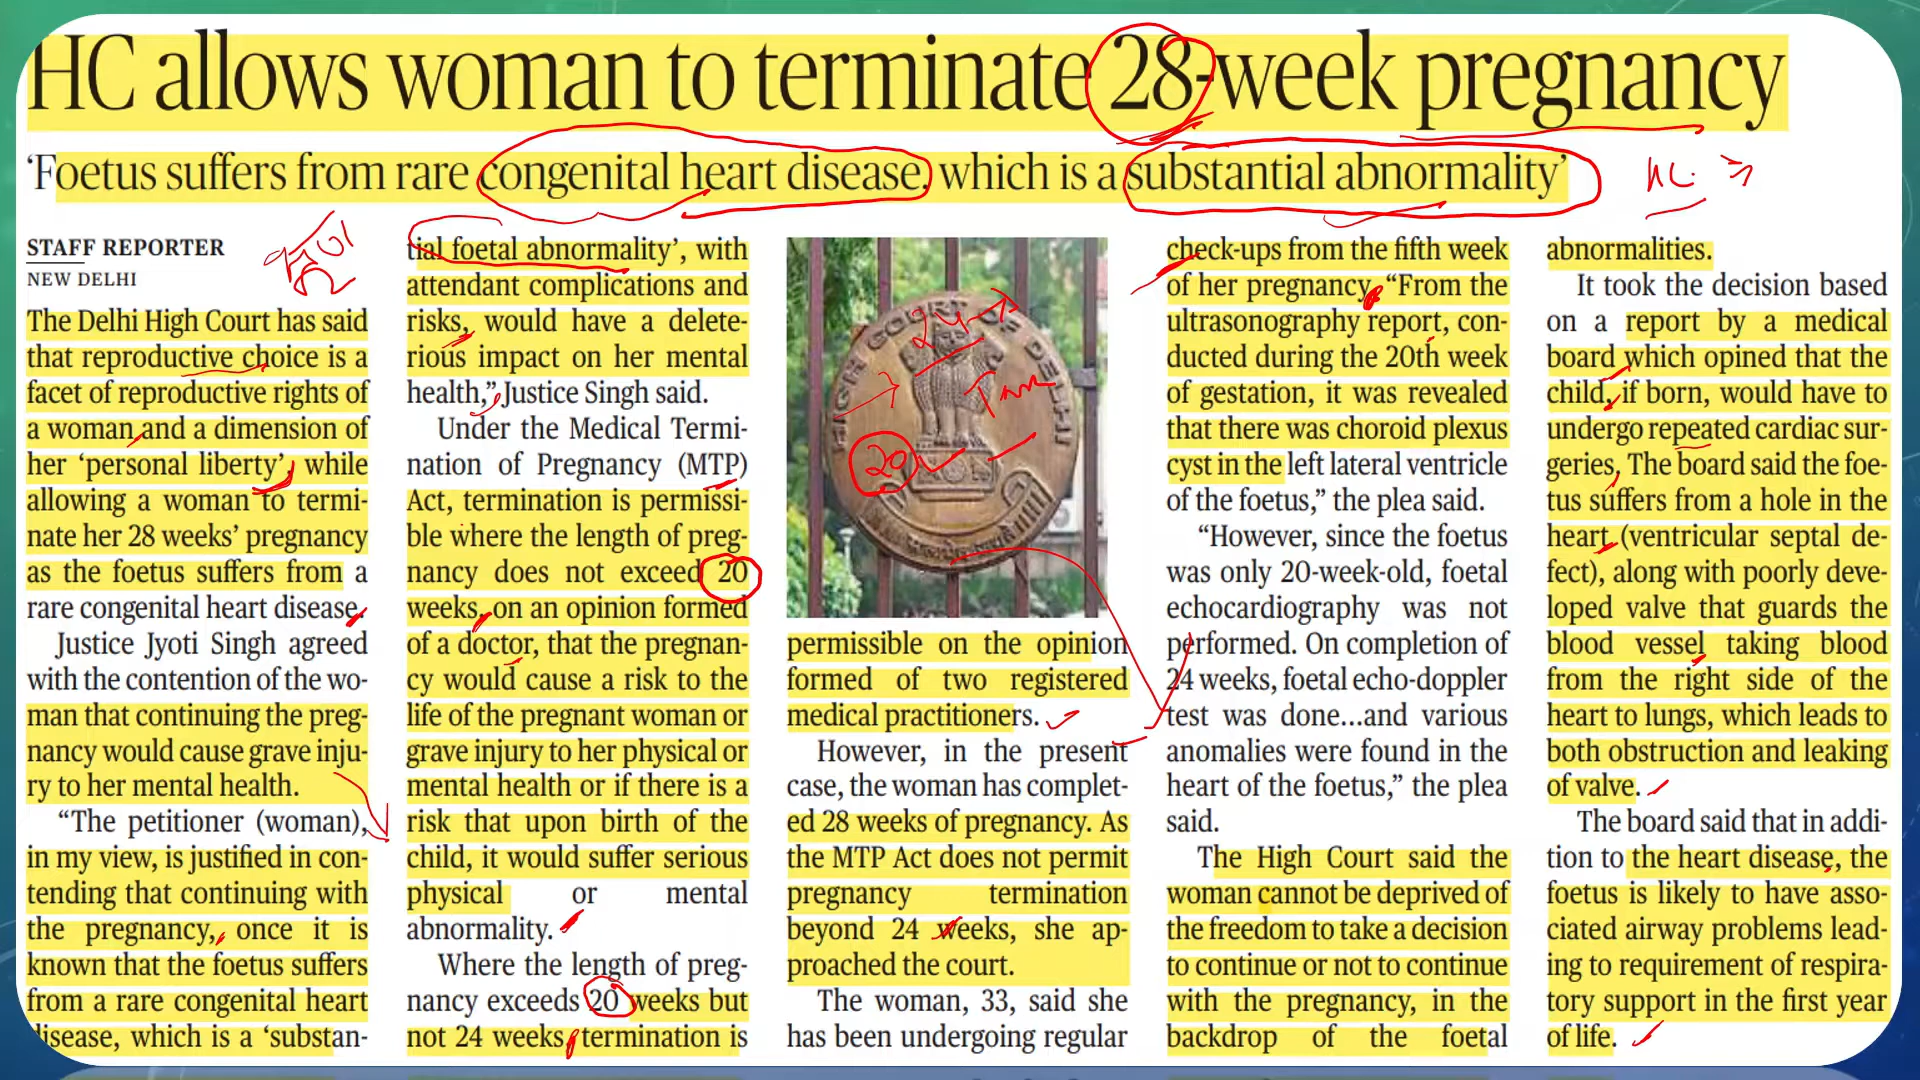 HC allows woman to terminate 28-week pregnancy
‘Foetus suffers from rare congenital heart disease, which is a substantial abnormality’
HC
STAFF REPORTER
NEW DELHI
The Delhi High Court has said
that reproductive choice is a
facet of reproductive rights of
a woman and a dimension of
her ‘personal liberty’, while
allowing a woman to termi-
nate her 28 weeks’ pregnancy
as the foetus suffers from a
rare congenital heart disease.
Justice Jyoti Singh agreed
with the contention of the wo-
man that continuing the preg-
nancy would cause grave inju-
ry to her mental health.
“The petitioner (woman),
in my view, is justified in con-
tending that continuing with
the pregnancy, once it is
known that the foetus suffers
from a rare congenital heart
disease, which is a ‘substan-
tial foetal abnormality’, with
attendant complications and
risks, would have a delete-
rious impact on her mental
health,” Justice Singh said.
Under the Medical Termi-
nation of Pregnancy (MTP)
Act, termination is permissi-
ble where the length of preg-
nancy does not exceed 20
weeks, on an opinion formed
of a doctor, that the pregnan-
cy would cause a risk to the
life of the pregnant woman or
grave injury to her physical or
mental health or if there is a
risk that upon birth of the
child, it would suffer serious
physical or mental
abnormality.
Where the length of preg-
nancy exceeds 20 weeks but
not 24 weeks, termination is
HIGH COURT OF DELHI
24
20
permissible on the opinion
formed of two registered
medical practitioners.
However, in the present
case, the woman has complet-
ed 28 weeks of pregnancy. As
the MTP Act does not permit
pregnancy termination
beyond 24 weeks, she ap-
proached the court.
The woman, 33, said she
has been undergoing regular
check-ups from the fifth week
of her pregnancy. “From the
ultrasonography report, con-
ducted during the 20th week
of gestation, it was revealed
that there was choroid plexus
cyst in the left lateral ventricle
of the foetus,” the plea said.
“However, since the foetus
was only 20-week-old, foetal
echocardiography was not
performed. On completion of
24 weeks, foetal echo-doppler
test was done...and various
anomalies were found in the
heart of the foetus,” the plea
said.
The High Court said the
woman cannot be deprived of
the freedom to take a decision
to continue or not to continue
with the pregnancy, in the
backdrop of the foetal
abnormalities.
It took the decision based
on a report by a medical
board which opined that the
child, if born, would have to
undergo repeated cardiac sur-
geries. The board said the foe-
tus suffers from a hole in the
heart (ventricular septal de-
fect), along with poorly deve-
loped valve that guards the
blood vessel taking blood
from the right side of the
heart to lungs, which leads to
both obstruction and leaking
of valve.
The board said that in addi-
tion to the heart disease, the
foetus is likely to have asso-
ciated airway problems lead-
ing to requirement of respira-
tory support in the first year
of life.